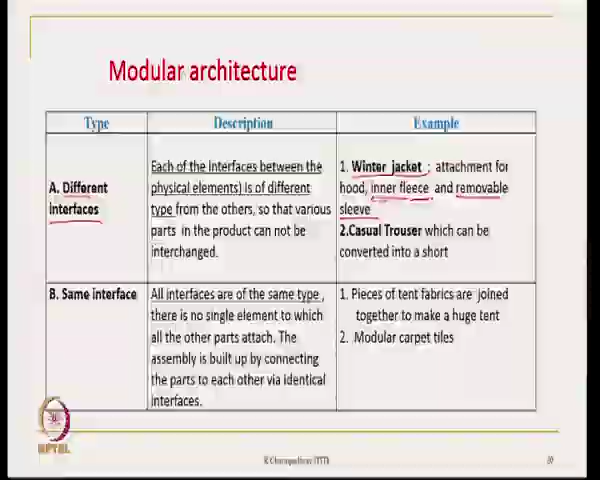 Modular architecture
Type
Description
Example
A. Different
interfaces
Each of the interfaces between the
physical elements) is of different
type from the others, so that various
parts in the product can not be
interchanged.
1. Winter jacket ; attachment for
hood, inner fleece and removable
sleeve
2.Casual Trouser which can be
converted into a short
B. Same interface
All interfaces are of the same type ,
there is no single element to which
all the other parts attach. The
assembly is built up by connecting
the parts to each other via identical
interfaces.
1. Pieces of tent fabrics are joined
together to make a huge tent
2. Modular carpet tiles
NPTEL